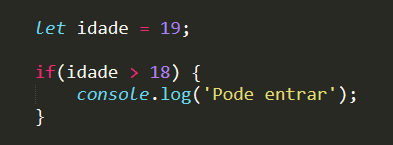 let idade = 19;
if(idade > 18) {
    console.log('Pode entrar');
}